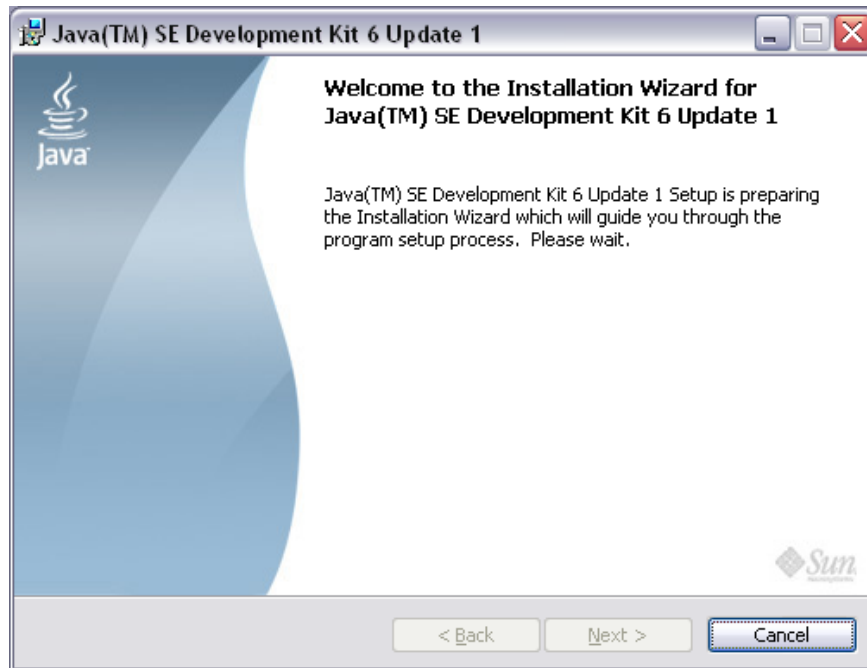 Java(TM) SE Development Kit 6 Update 1
Java
Welcome to the Installation Wizard for
Java(TM) SE Development Kit 6 Update 1
Java(TM) SE Development Kit 6 Update 1 Setup is preparing
the Installation Wizard which will guide you through the
program setup process.  Please wait.
Sun
< Back
Next >
Cancel